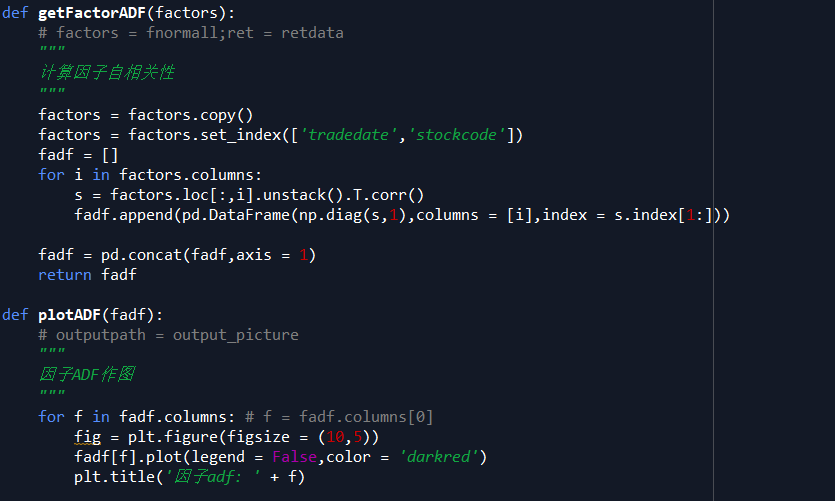 def getFactorADF(factors):
    # factors = fnormall;ret = retdata
    """
    计算因子自相关性
    """
    factors = factors.copy()
    factors = factors.set_index(['tradedate','stockcode'])
    fadf = []
    for i in factors.columns:
        s = factors.loc[:,i].unstack().T.corr()
        fadf.append(pd.DataFrame(np.diag(s,1),columns = [i],index = s.index[1:]))
    fadf = pd.concat(fadf,axis = 1)
    return fadf
def plotADF(fadf):
    # outputpath = output_picture
    """
    因子ADF作图
    """
    for f in fadf.columns: # f = fadf.columns[0]
        fig = plt.figure(figsize = (10,5))
        fadf[f].plot(legend = False,color = 'darkred')
        plt.title('因子adf: ' + f)